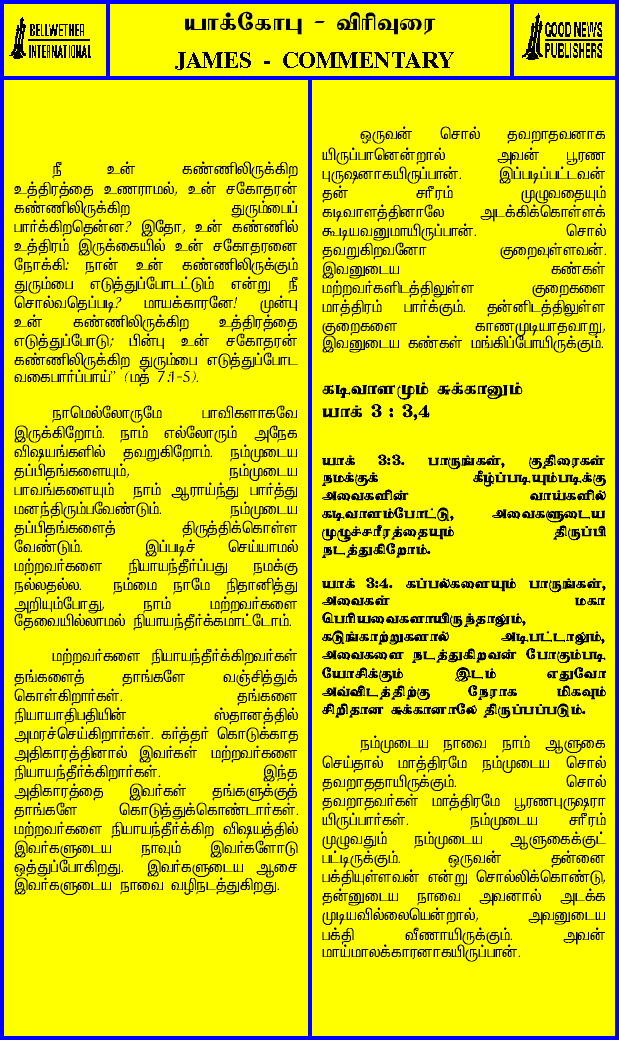 BELLWETHER
INTERNATIONAL
யாக்கோபு - விரிவுரை
JAMES - COMMENTARY
GOOD NEWS
PUBLISHERS
நீ உன் கண்ணிலிருக்கிற
உத்திரத்தை உணராமல், உன் சகோதரன்
கண்ணிலிருக்கிற துரும்பைப்
பார்க்கிறதென்ன? இதோ, உன் கண்ணில்
உத்திரம் இருக்கையில் உன் சகோதரனை
நோக்கி: நான் உன் கண்ணிலிருக்கும்
துரும்பை எடுத்துப்போடட்டும் என்று நீ
சொல்வதெப்படி? மாயக்காரனே! முன்பு
உன் கண்ணிலிருக்கிற உத்திரத்தை
எடுத்துப்போடு; பின்பு உன் சகோதரன்
கண்ணிலிருக்கிற துரும்பை எடுத்துப்போட
வகைபார்ப்பாய்" (மத் 7:1-5).
நாமெல்லோருமே பாவிகளாகவே
இருக்கிறோம். நாம் எல்லோரும் அநேக
விஷயங்களில் தவறுகிறோம். நம்முடைய
தப்பிதங்களையும், நம்முடைய
பாவங்களையும் நாம் ஆராய்ந்து பார்த்து
மனந்திரும்பவேண்டும். நம்முடைய
தப்பிதங்களைத் திருத்திக்கொள்ள
வேண்டும். இப்படிச் செய்யாமல்
மற்றவர்களை நியாயந்தீர்ப்பது நமக்கு
நல்லதல்ல. நம்மை நாமே நிதானித்து
அறியும்போது, நாம் மற்றவர்களை
தேவையில்லாமல் நியாயந்தீர்க்கமாட்டோம்.
மற்றவர்களை நியாயந்தீர்க்கிறவர்கள்
தங்களைத் தாங்களே வஞ்சித்துக்
கொள்கிறார்கள். தங்களை
நியாயாதிபதியின் ஸ்தானத்தில்
அமரச்செய்கிறார்கள். கர்த்தர் கொடுக்காத
அதிகாரத்தினால் இவர்கள் மற்றவர்களை
நியாயந்தீர்க்கிறார்கள். இந்த
அதிகாரத்தை இவர்கள் தங்களுக்குத்
தாங்களே கொடுத்துக்கொண்டார்கள்.
மற்றவர்களை நியாயந்தீர்க்கிற விஷயத்தில்
இவர்களுடைய நாவும் இவர்களோடு
ஒத்துப்போகிறது. இவர்களுடைய ஆசை
இவர்களுடைய நாவை வழிநடத்துகிறது.
ஒருவன் சொல் தவறாதவனாக
யிருப்பானென்றால் அவன் பூரண
புருஷனாகயிருப்பான். இப்படிப்பட்டவன்
தன் சரீரம் முழுவதையும்
கடிவாளத்தினாலே அடக்கிக்கொள்ளக்
கூடியவனுமாயிருப்பான். சொல்
தவறுகிறவனோ குறைவுள்ளவன்.
இவனுடைய கண்கள்
மற்றவர்களிடத்திலுள்ள குறைகளை
மாத்திரம் பார்க்கும். தன்னிடத்திலுள்ள
குறைகளை காணமுடியாதவாறு,
இவனுடைய கண்கள் மங்கிப்போயிருக்கும்.
கடிவாளமும் சுக்கானும்
யாக் 3 : 3,4
யாக் 3:3. பாருங்கள், குதிரைகள்
நமக்குக் கீழ்ப்படியும்படிக்கு
அவைகளின் வாய்களில்
கடிவாளம்போட்டு, அவைகளுடைய
முழுச்சரீரத்தையும் திருப்பி
நடத்துகிறோம்.
யாக் 3:4. கப்பல்களையும் பாருங்கள்,
அவைகள் மகா
பெரியவைகளாயிருந்தாலும்,
கடுங்காற்றுகளால் அடிபட்டாலும்,
அவைகளை நடத்துகிறவன் போகும்படி
யோசிக்கும் இடம் எதுவோ
அவ்விடத்திற்கு நேராக மிகவும்
சிறிதான சுக்கானாலே திருப்பப்படும்.
நம்முடைய நாவை நாம் ஆளுகை
செய்தால் மாத்திரமே நம்முடைய சொல்
தவறாததாயிருக்கும். சொல்
தவறாதவர்கள் மாத்திரமே பூரணபுருஷரா
யிருப்பார்கள். நம்முடைய சரீரம்
முழுவதும் நம்முடைய ஆளுகைக்குட்
பட்டிருக்கும். ஒருவன் தன்னை
பக்தியுள்ளவன் என்று சொல்லிக்கொண்டு,
தன்னுடைய நாவை அவனால் அடக்க
முடியவில்லையென்றால், அவனுடைய
பக்தி வீணாயிருக்கும். அவன்
மாய்மாலக்காரனாகயிருப்பான்.